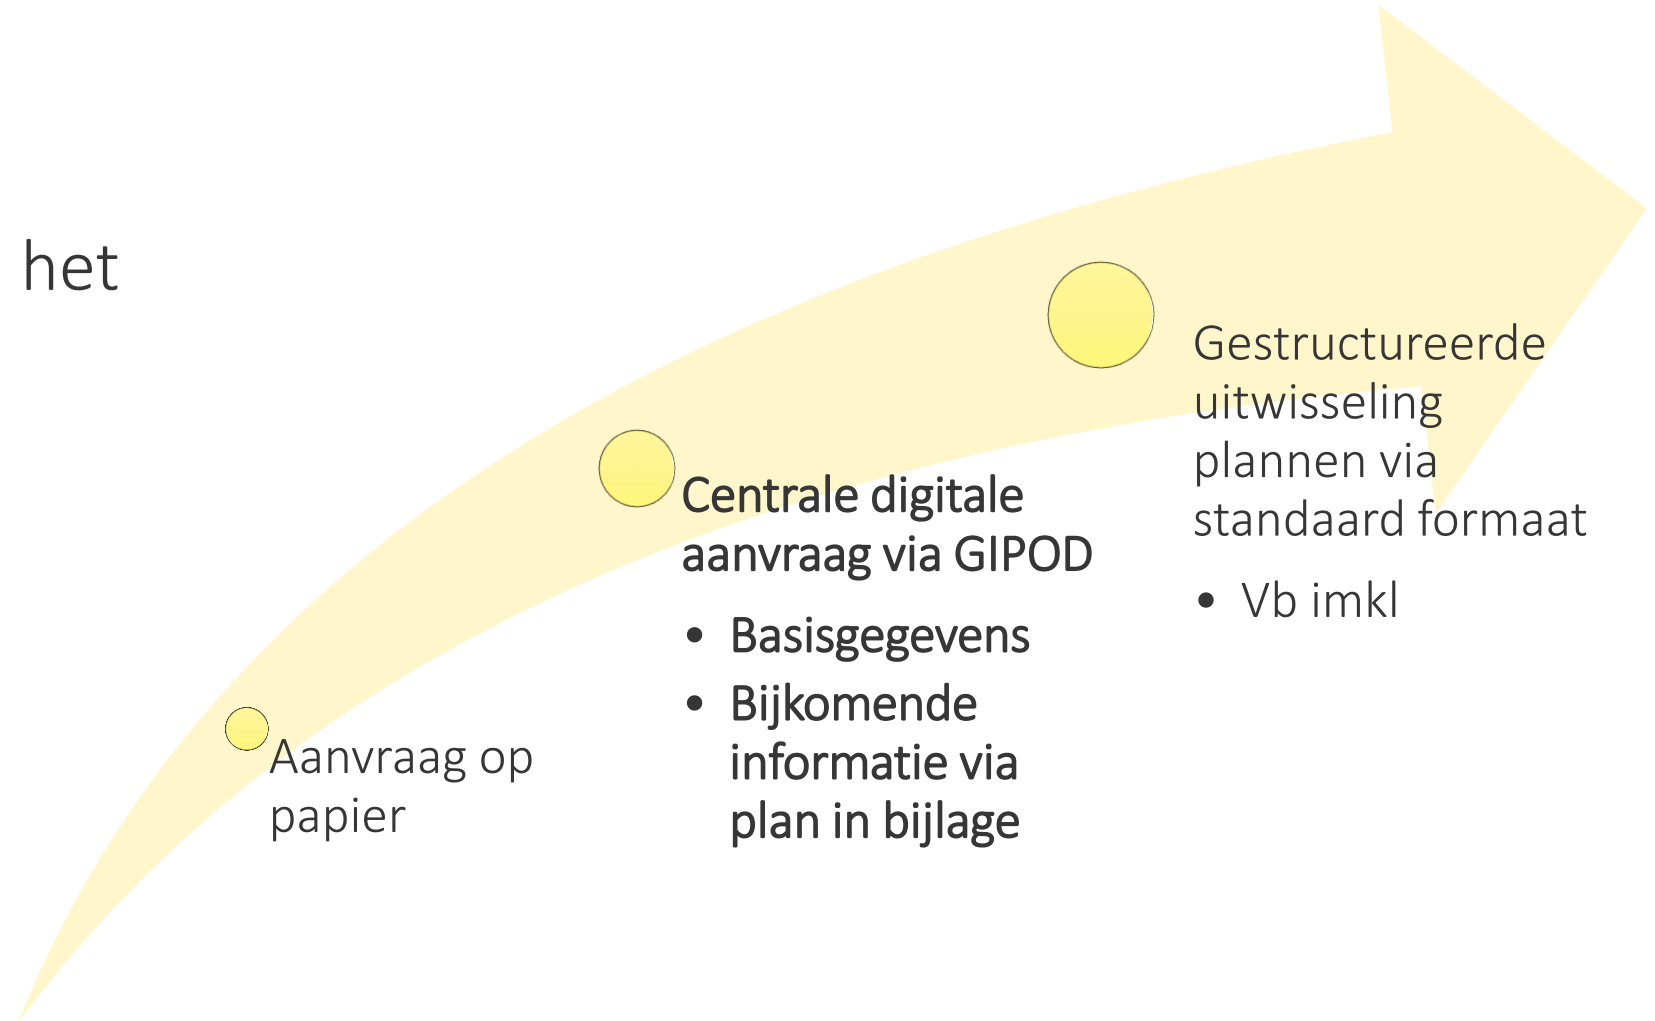 het
Aanvraag op
papier
Centrale digitale
aanvraag via GIPOD
• Basisgegevens
• Bijkomende
informatie via
plan in bijlage
Gestructureerde
uitwisseling
plannen via
standaard formaat
• Vb imkl